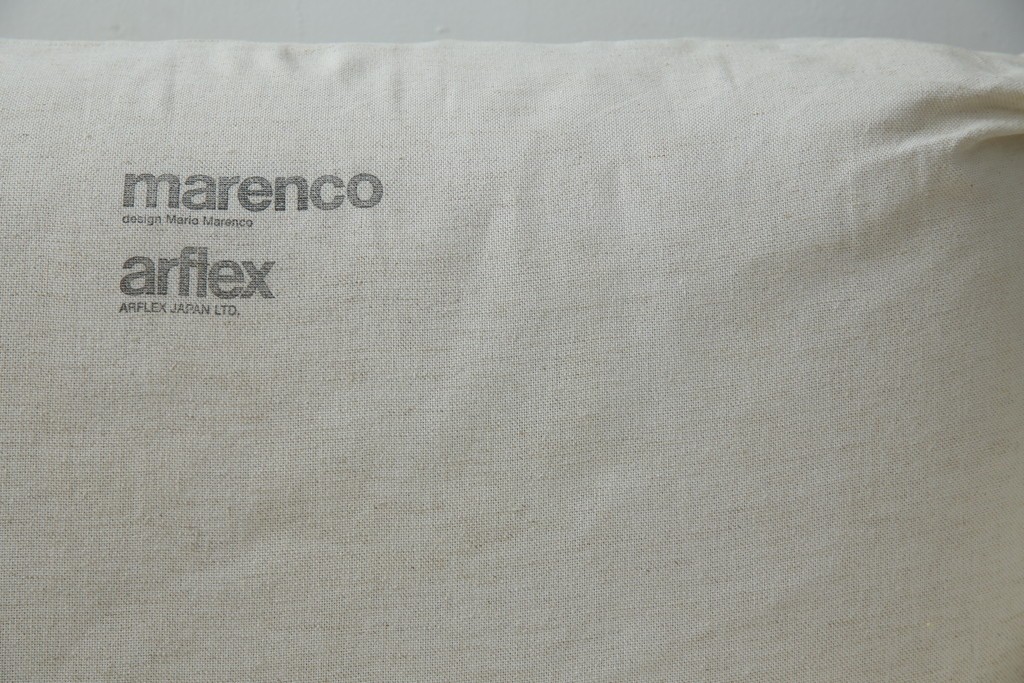 marenco
design Mario Marenco
arflex
ARFLEX JAPAN LTD.